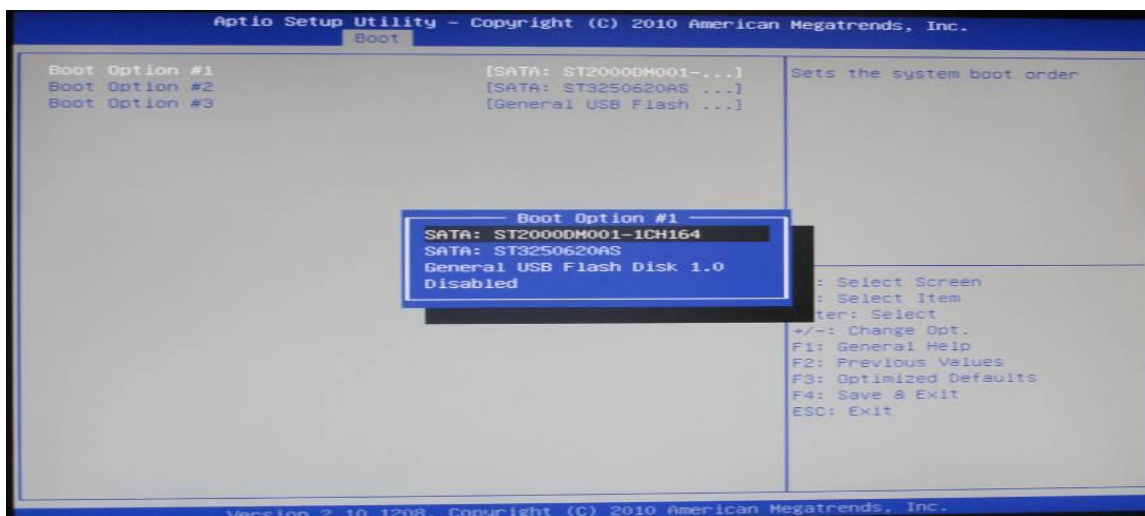 Aptio Setup Utility – Copyright (C) 2010 American Megatrends, Inc.
Boot
Boot Option #1 [SATA: ST2000DM001-...]
Boot Option #2 [SATA: ST3250620AS ...]
Boot Option #3 [General USB Flash ...]
Sets the system boot order
Boot Option #1
SATA: ST2000DM001-1CH164
SATA: ST3250620AS
General USB Flash Disk 1.0
Disabled
: Select Screen
: Select Item
ter: Select
+/-: Change Opt.
F1: General Help
F2: Previous Values
F3: Optimized Defaults
F4: Save & Exit
ESC: Exit
Version 2.10.1208. Copyright (C) 2010 American Megatrends, Inc.